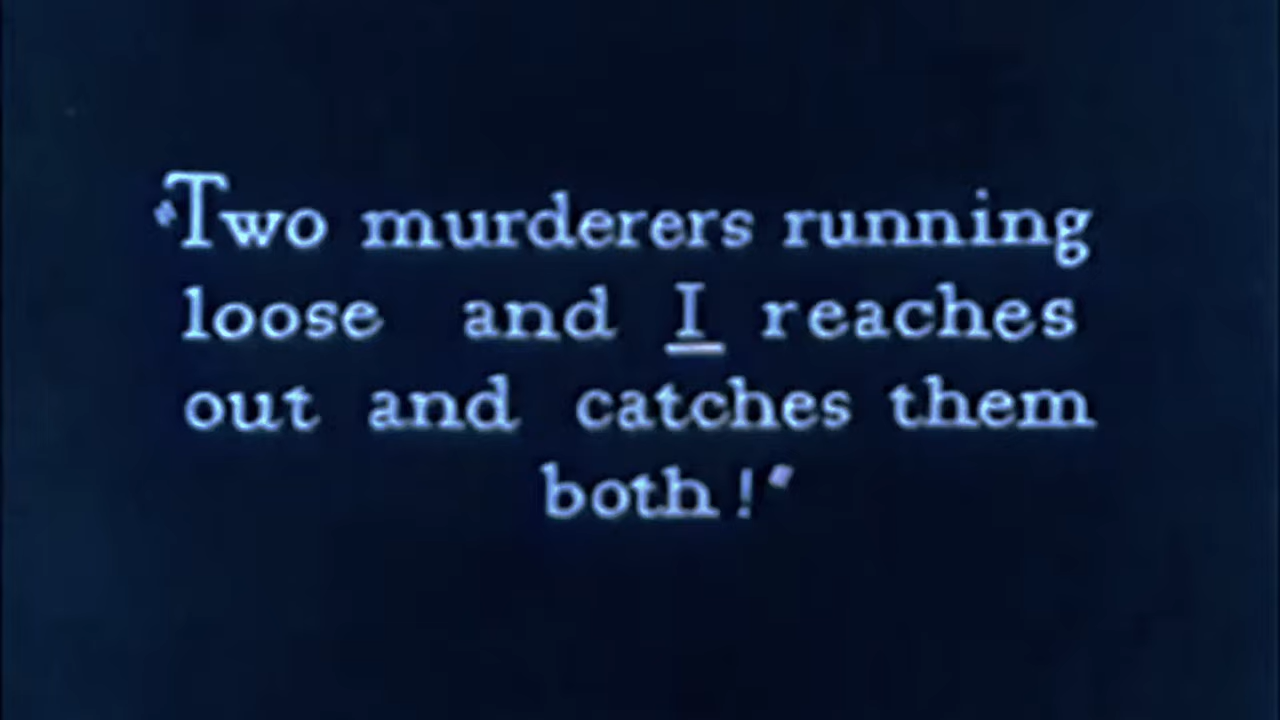 "Two murderers running
loose and I reaches
out and catches them
both!"